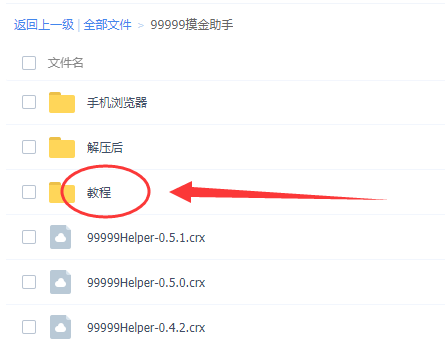 返回上一级 | 全部文件 > 99999摸金助手
文件名
手机浏览器
解压后
教程
99999Helper-0.5.1.crx
99999Helper-0.5.0.crx
99999Helper-0.4.2.crx